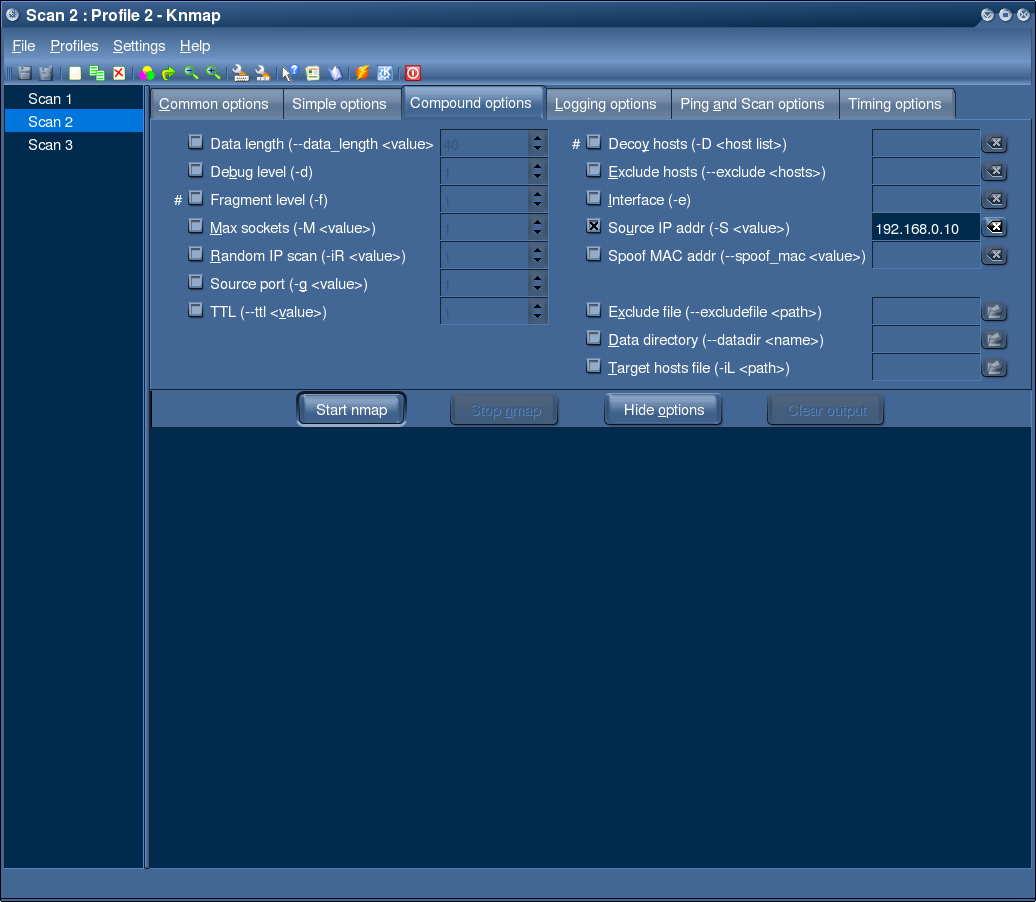 Scan 2 : Profile 2 - Knmap
File Profiles Settings Help
Scan 1
Scan 2
Scan 3
Common options Simple options Compound options Logging options Ping and Scan options Timing options
Data length (--data_length <value> 40
Debug level (-d) 1
# Fragment level (-f) 1
Max sockets (-M <value>) 1
Random IP scan (-iR <value>) 1
Source port (-g <value>) 1
TTL (--ttl <value>) 1
# Decoy hosts (-D <host list>)
Exclude hosts (--exclude <hosts>)
Interface (-e)
Source IP addr (-S <value>) 192.168.0.10
Spoof MAC addr (--spoof_mac <value>)
Exclude file (--excludefile <path>)
Data directory (--datadir <name>)
Target hosts file (-iL <path>)
Start nmap Stop nmap Hide options Clear output